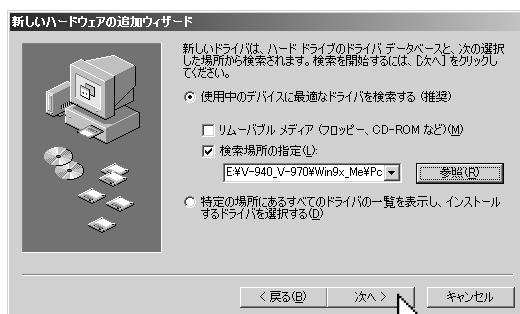 新しいハードウェアの追加ウィザード
新しいドライバは、ハード ドライブのドライバ データベースと、次の選択
した場所から検索されます。検索を開始するには、[次へ] をクリックし
てください。
使用中のデバイスに最適なドライバを検索する (推奨)
リムーバブル メディア (フロッピー、CD-ROM など)(M)
検索場所の指定(L):
E:¥V-940_V-970¥Win9x_Me¥Pc
参照(R)
特定の場所にあるすべてのドライバの一覧を表示し、インストール
するドライバを選択する(D)
< 戻る(B)
次へ >
キャンセル